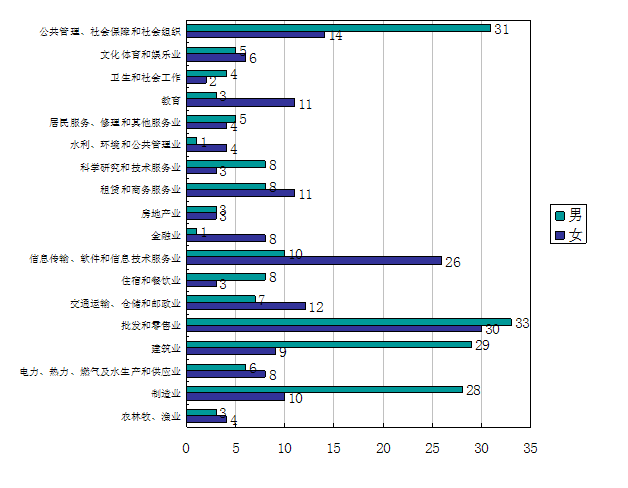 公共管理、社会保障和社会组织
31
14
文化体育和娱乐业
5
6
卫生和社会工作
4
2
教育
3
11
居民服务、修理和其他服务业
5
4
水利、环境和公共管理业
1
4
科学研究和技术服务业
8
3
租赁和商务服务业
8
11
房地产业
3
3
金融业
1
8
信息传输、软件和信息技术服务业
10
26
住宿和餐饮业
8
3
交通运输、仓储和邮政业
7
12
批发和零售业
33
30
建筑业
29
9
电力、热力、燃气及水生产和供应业
6
8
制造业
28
10
农林牧、渔业
3
4
0 5 10 15 20 25 30 35
男
女